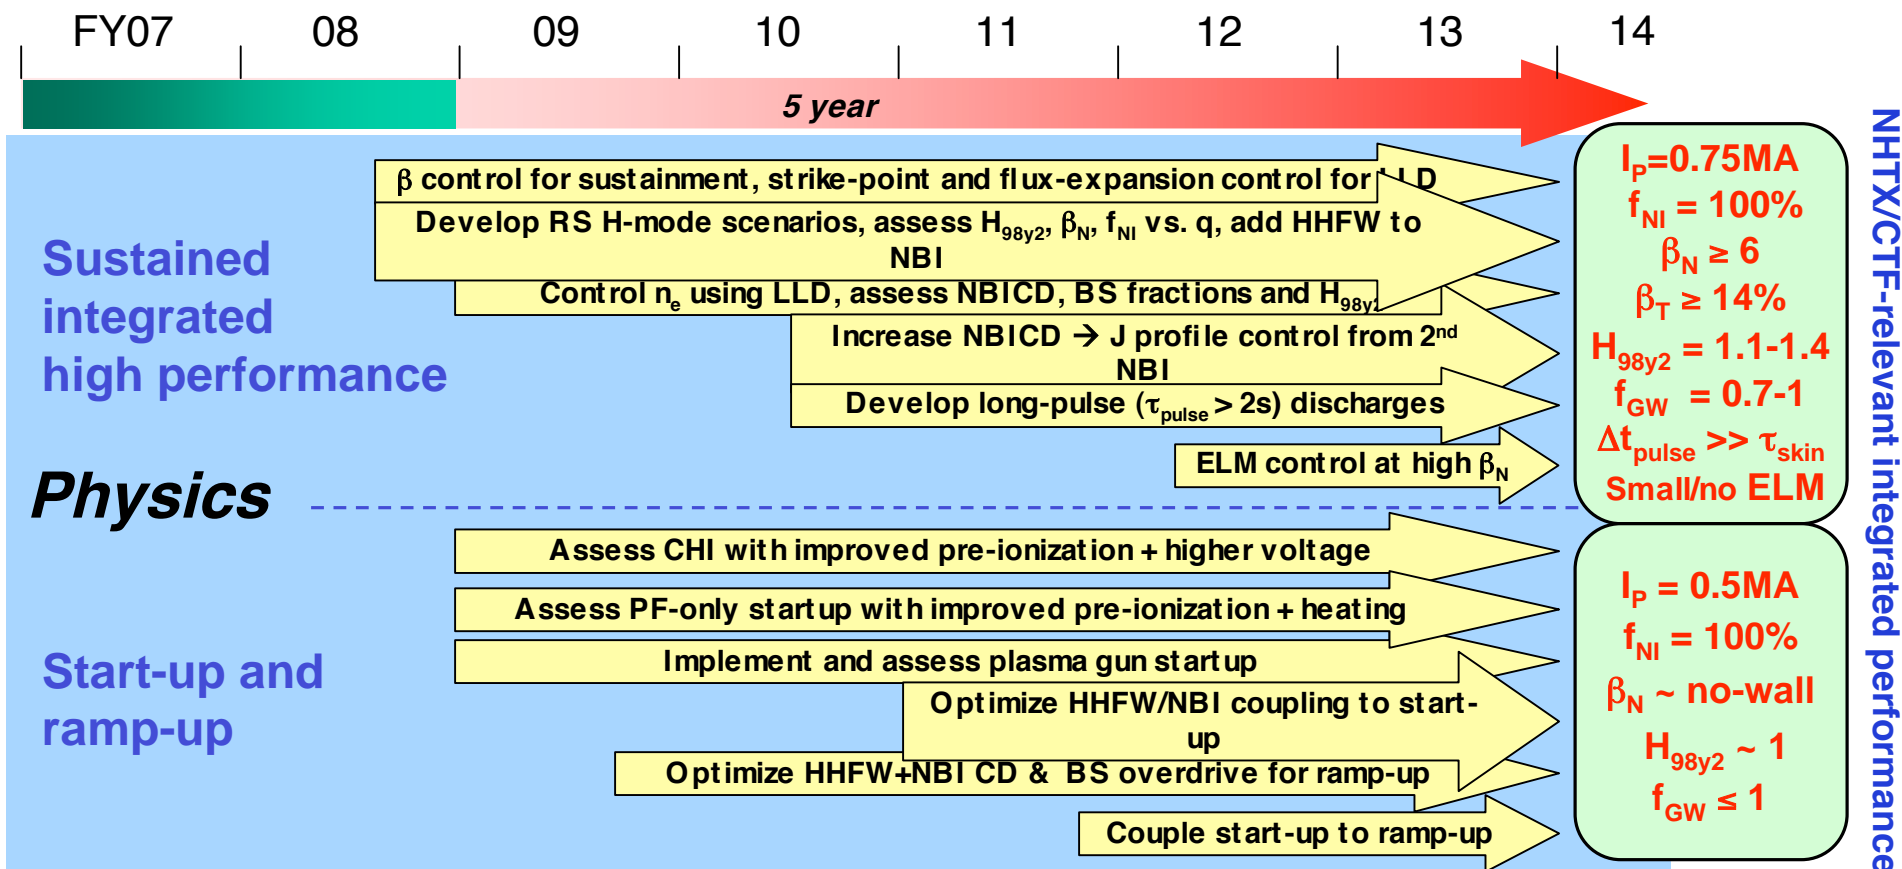 FY07 08 09 10 11 12 13 14
5 year
Sustained
integrated
high performance
β control for sustainment, strike-point and flux-expansion control for LLD
Develop RS H-mode scenarios, assess H98y2, βN, fNI vs. q, add HHFW to
NBI
Control ne using LLD, assess NBICD, BS fractions and H98y2
Increase NBICD → J profile control from 2nd
NBI
Develop long-pulse (τpulse > 2s) discharges
ELM control at high βN
IP=0.75MA
fNI = 100%
βN ≥ 6
βT ≥ 14%
H98y2 = 1.1-1.4
fGW = 0.7-1
Δtpulse >> τskin
Small/no ELM
Physics
Start-up and
ramp-up
Assess CHI with improved pre-ionization + higher voltage
Assess PF-only startup with improved pre-ionization + heating
Implement and assess plasma gun startup
Optimize HHFW/NBI coupling to start-
up
Optimize HHFW+NBI CD & BS overdrive for ramp-up
Couple start-up to ramp-up
IP = 0.5MA
fNI = 100%
βN ~ no-wall
H98y2 ~ 1
fGW ≤ 1
NHTX/CTF-relevant integrated performance